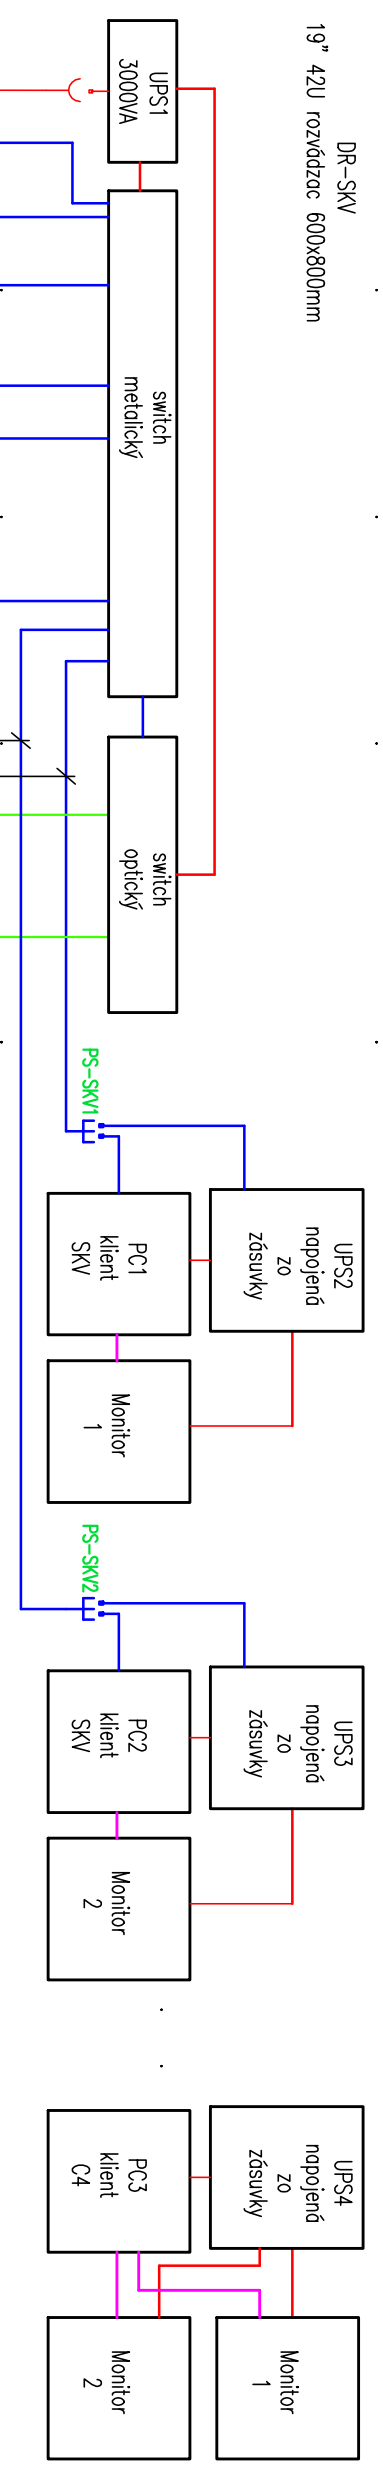 DR-SKV
19" 42U rozvádzac 600x800mm
UPS1
3000VA
switch
metalický
switch
optický
PS-SKV1
UPS2
napojená
zo
zásuvky
PC1
klient
SKV
Monitor
1
PS-SKV2
UPS3
napojená
zo
zásuvky
PC2
klient
SKV
Monitor
2
UPS4
napojená
zo
zásuvky
PC3
klient
C4
Monitor
1
Monitor
2